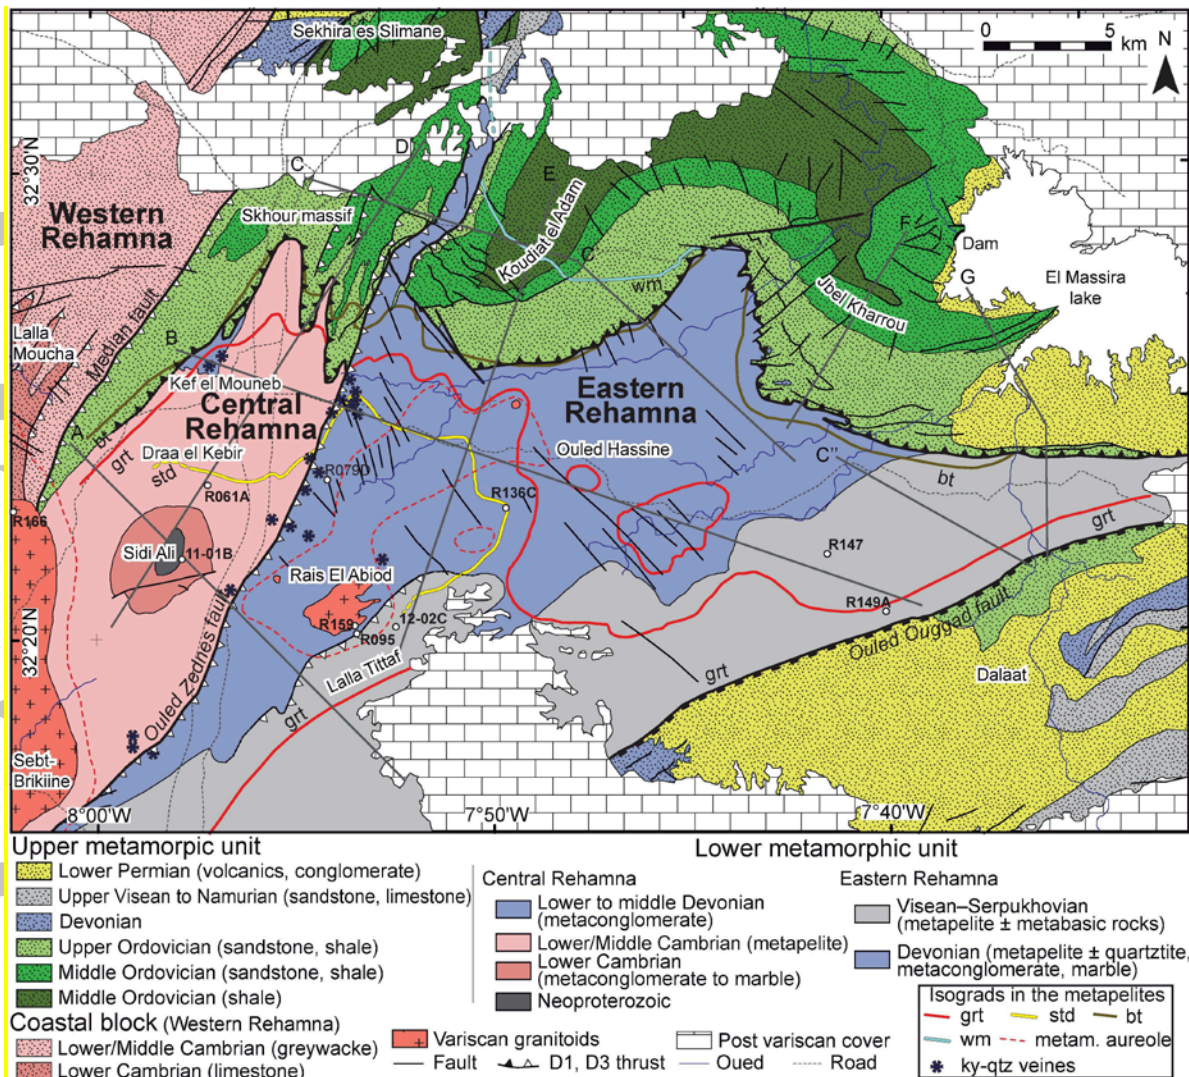 Sekhira es Slimane
0 5
km
N
32°30'N
C
D
E
Western
Rehamna
Skhour massif
Koudiat el Adam
C'
F
Dam
G
El Massira
lake
wm
Jbel Kharrou
Lalla
Moucha
Median fault
B
Kef el Mouneb
Central
Rehamna
Eastern
Rehamna
A
bt
grt
Draa el Kebir
std
Ouled Hassine
C"
R079D
R061A
R136C
bt
grt
R166
Sidi Ali
11-01B
R147
Rais El Abiod
R149A
R159
12-02C
R095
32°20'N
Ouled Zednes fault
Lalla Tittaf
grt
grt
Ouled Ouggad fault
Dalaat
Sebt-
Brikiine
8°00'W
7°50'W
7°40'W
Upper metamorpic unit
Lower Permian (volcanics, conglomerate)
Upper Visean to Namurian (sandstone, limestone)
Devonian
Upper Ordovician (sandstone, shale)
Middle Ordovician (sandstone, shale)
Middle Ordovician (shale)
Coastal block (Western Rehamna)
Lower/Middle Cambrian (greywacke)
Lower Cambrian (limestone)
Lower metamorphic unit
Central Rehamna
Lower to middle Devonian
(metaconglomerate)
Lower/Middle Cambrian (metapelite)
Lower Cambrian
(metaconglomerate to marble)
Neoproterozoic
Eastern Rehamna
Visean–Serpukhovian
(metapelite ± metabasic rocks)
Devonian (metapelite ± quartztite,
metaconglomerate, marble)
Variscan granitoids
Post variscan cover
Fault
D1, D3 thrust
Oued
Road
Isograds in the metapelites
grt std bt
wm metam. aureole
ky-qtz veines